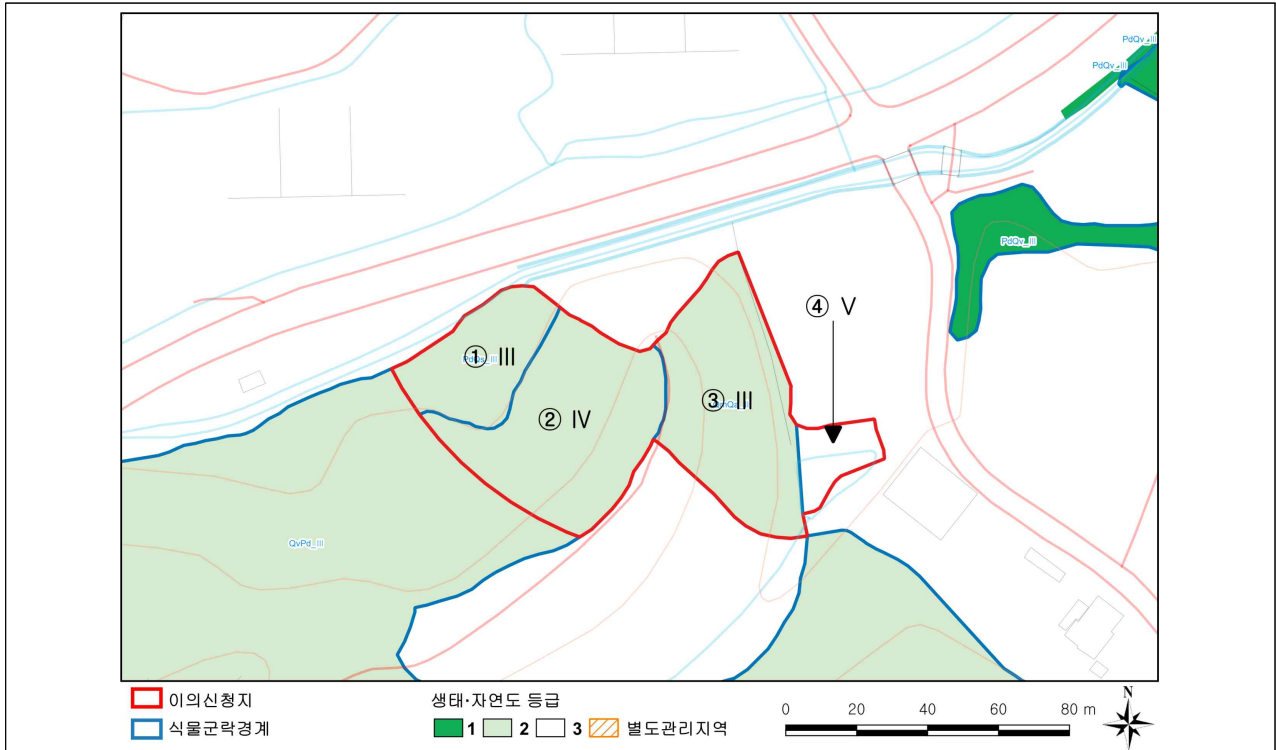 PdQv_III
PdQv_III
PdQv_III
④ Ⅴ
① Ⅲ
② Ⅳ
③ Ⅲ
QvPd_III
이의신청지
식물군락경계
생태·자연도 등급
1 2 3 별도관리지역
0 20 40 60 80 m
N